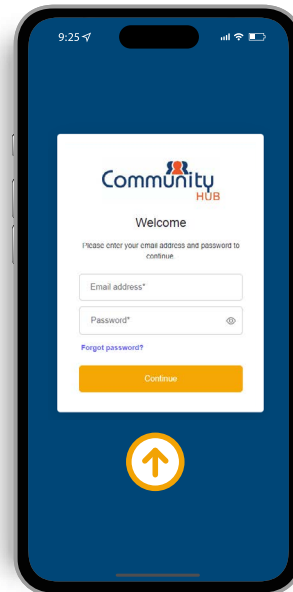 9:25
Community
HUB
Welcome
Please enter your email address and password to
continue
Email address*
Password*
Forgot password?
Continue